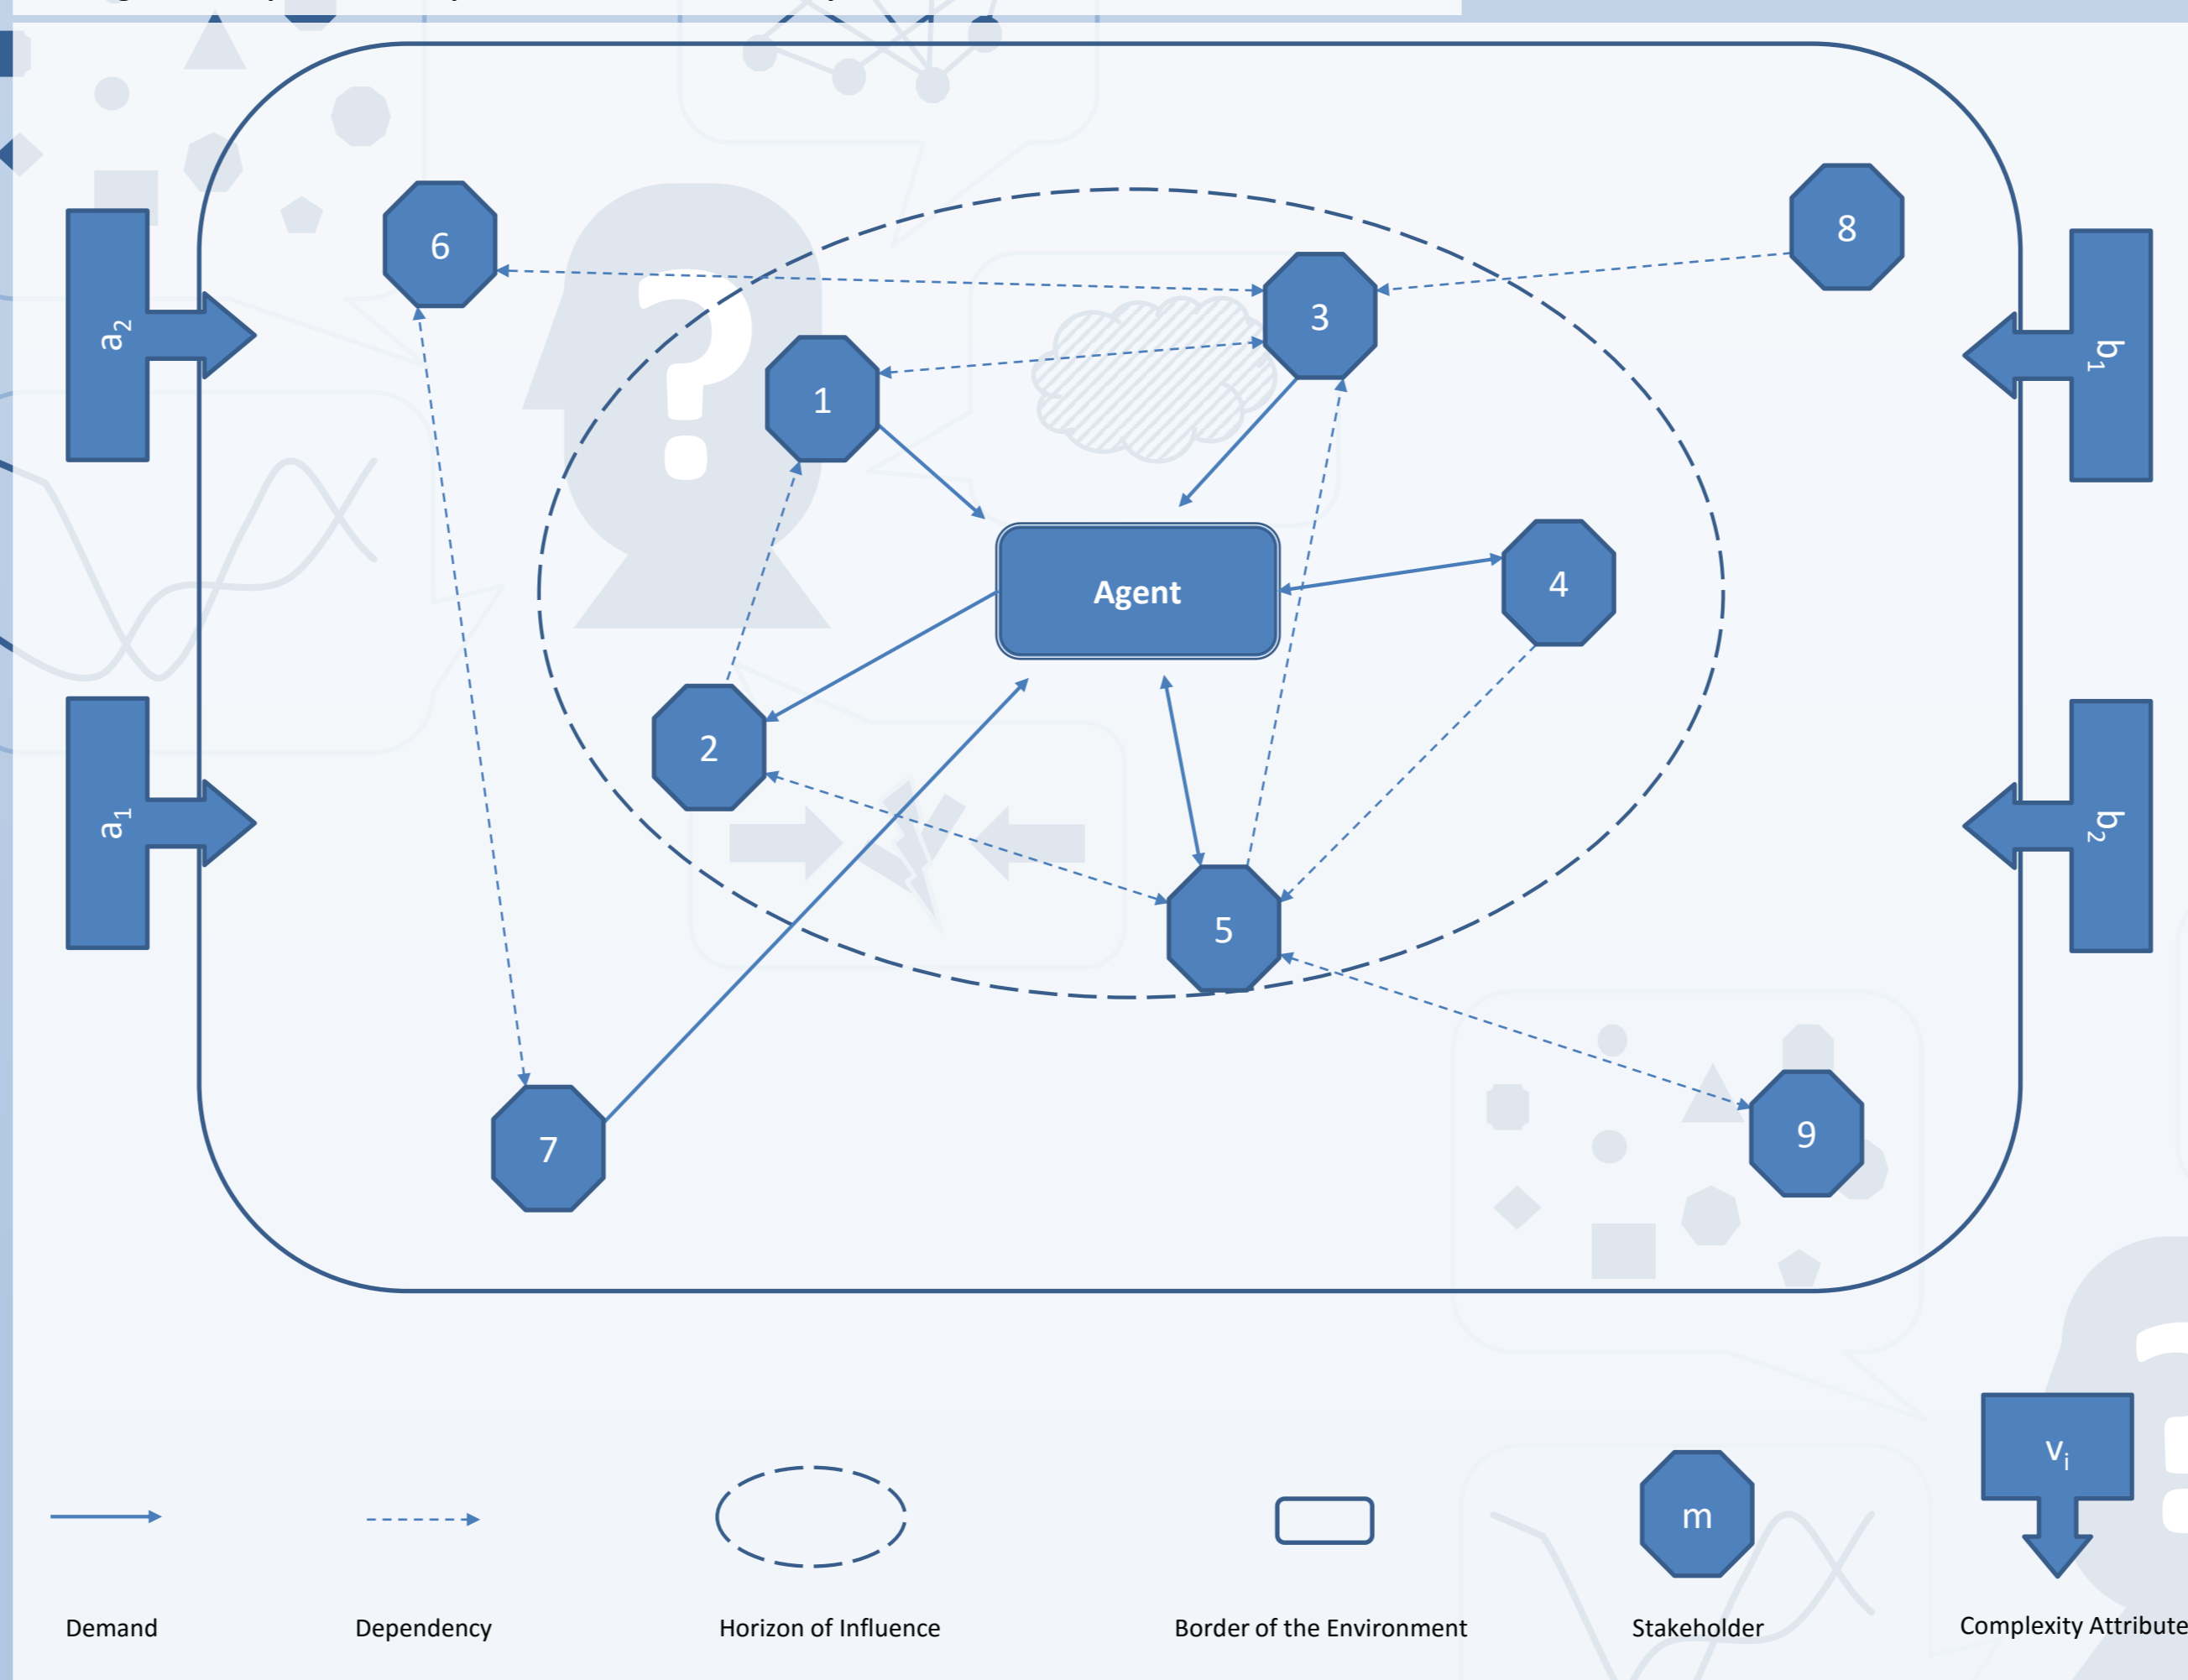 6
8
3
1
a2
b1
4
Agent
2
a1
b2
5
9
7
vi
m
Demand
Dependency
Horizon of Influence
Border of the Environment
Stakeholder
Complexity Attribute
?
?